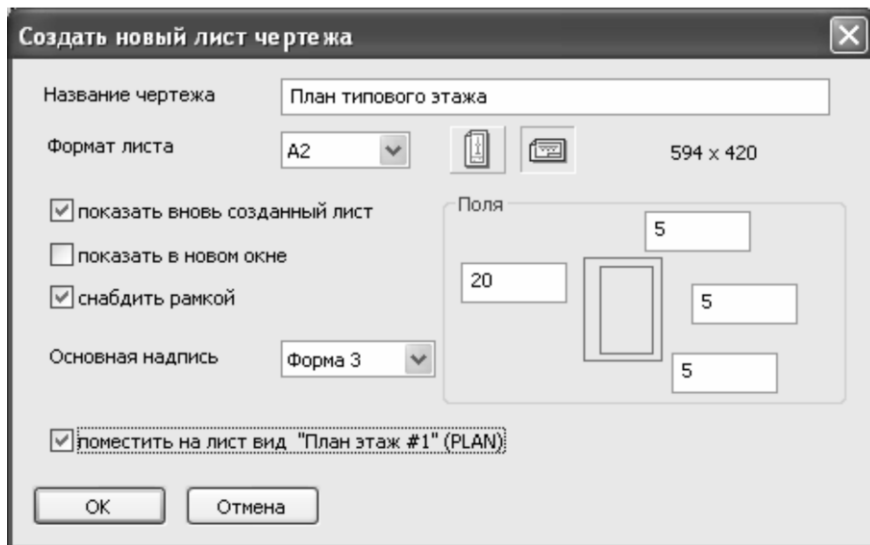 Создать новый лист чертежа
Название чертежа План типового этажа
Формат листа A2 594 x 420
показать вновь созданный лист
Поля
5
показать в новом окне
20
снабдить рамкой
5
Основная надпись Форма 3
5
поместить на лист вид "План этаж #1" (PLAN)
OK Отмена